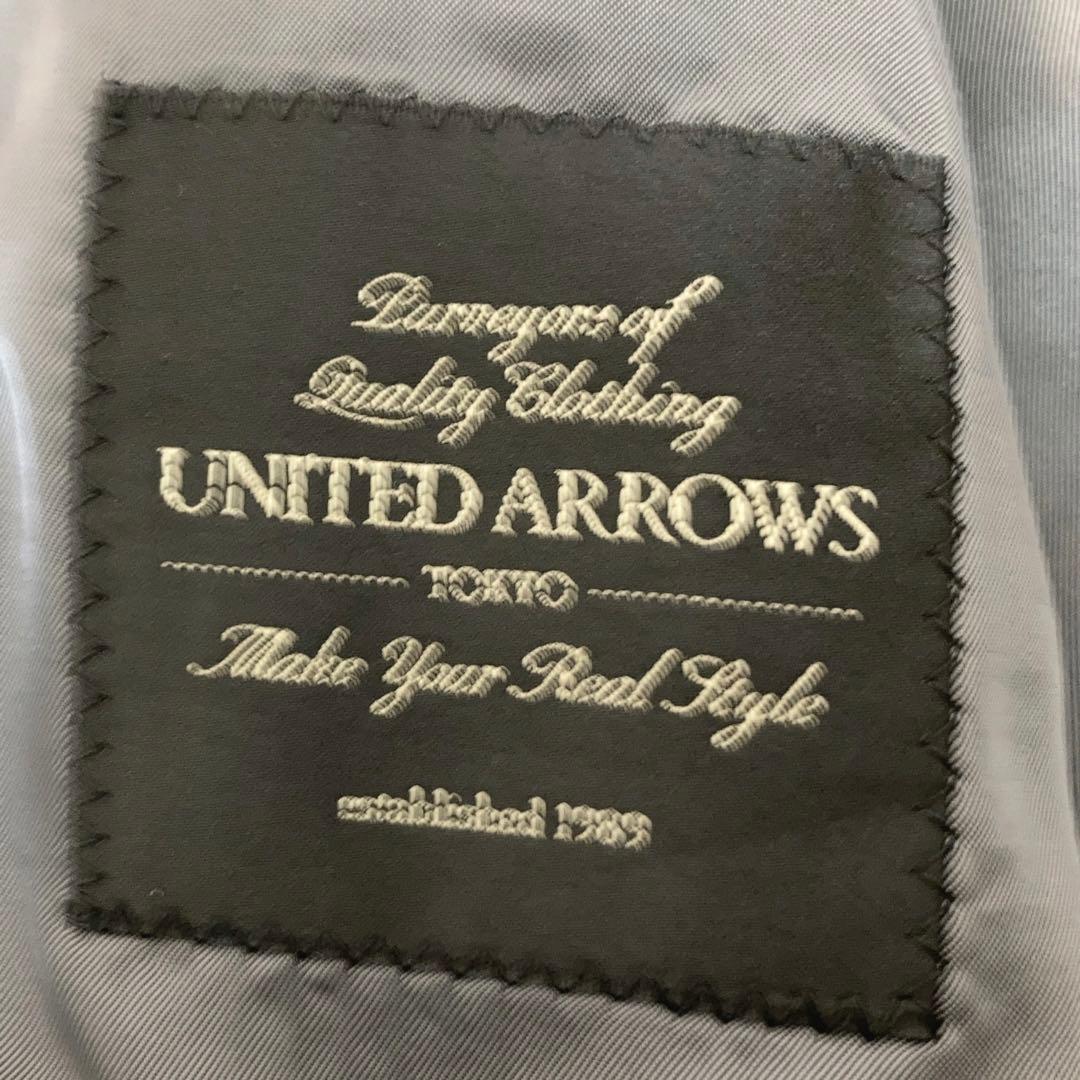 Purveyors of
Quality Clothing
UNITED ARROWS
TOKYO
Make Your Real Style
established 1989